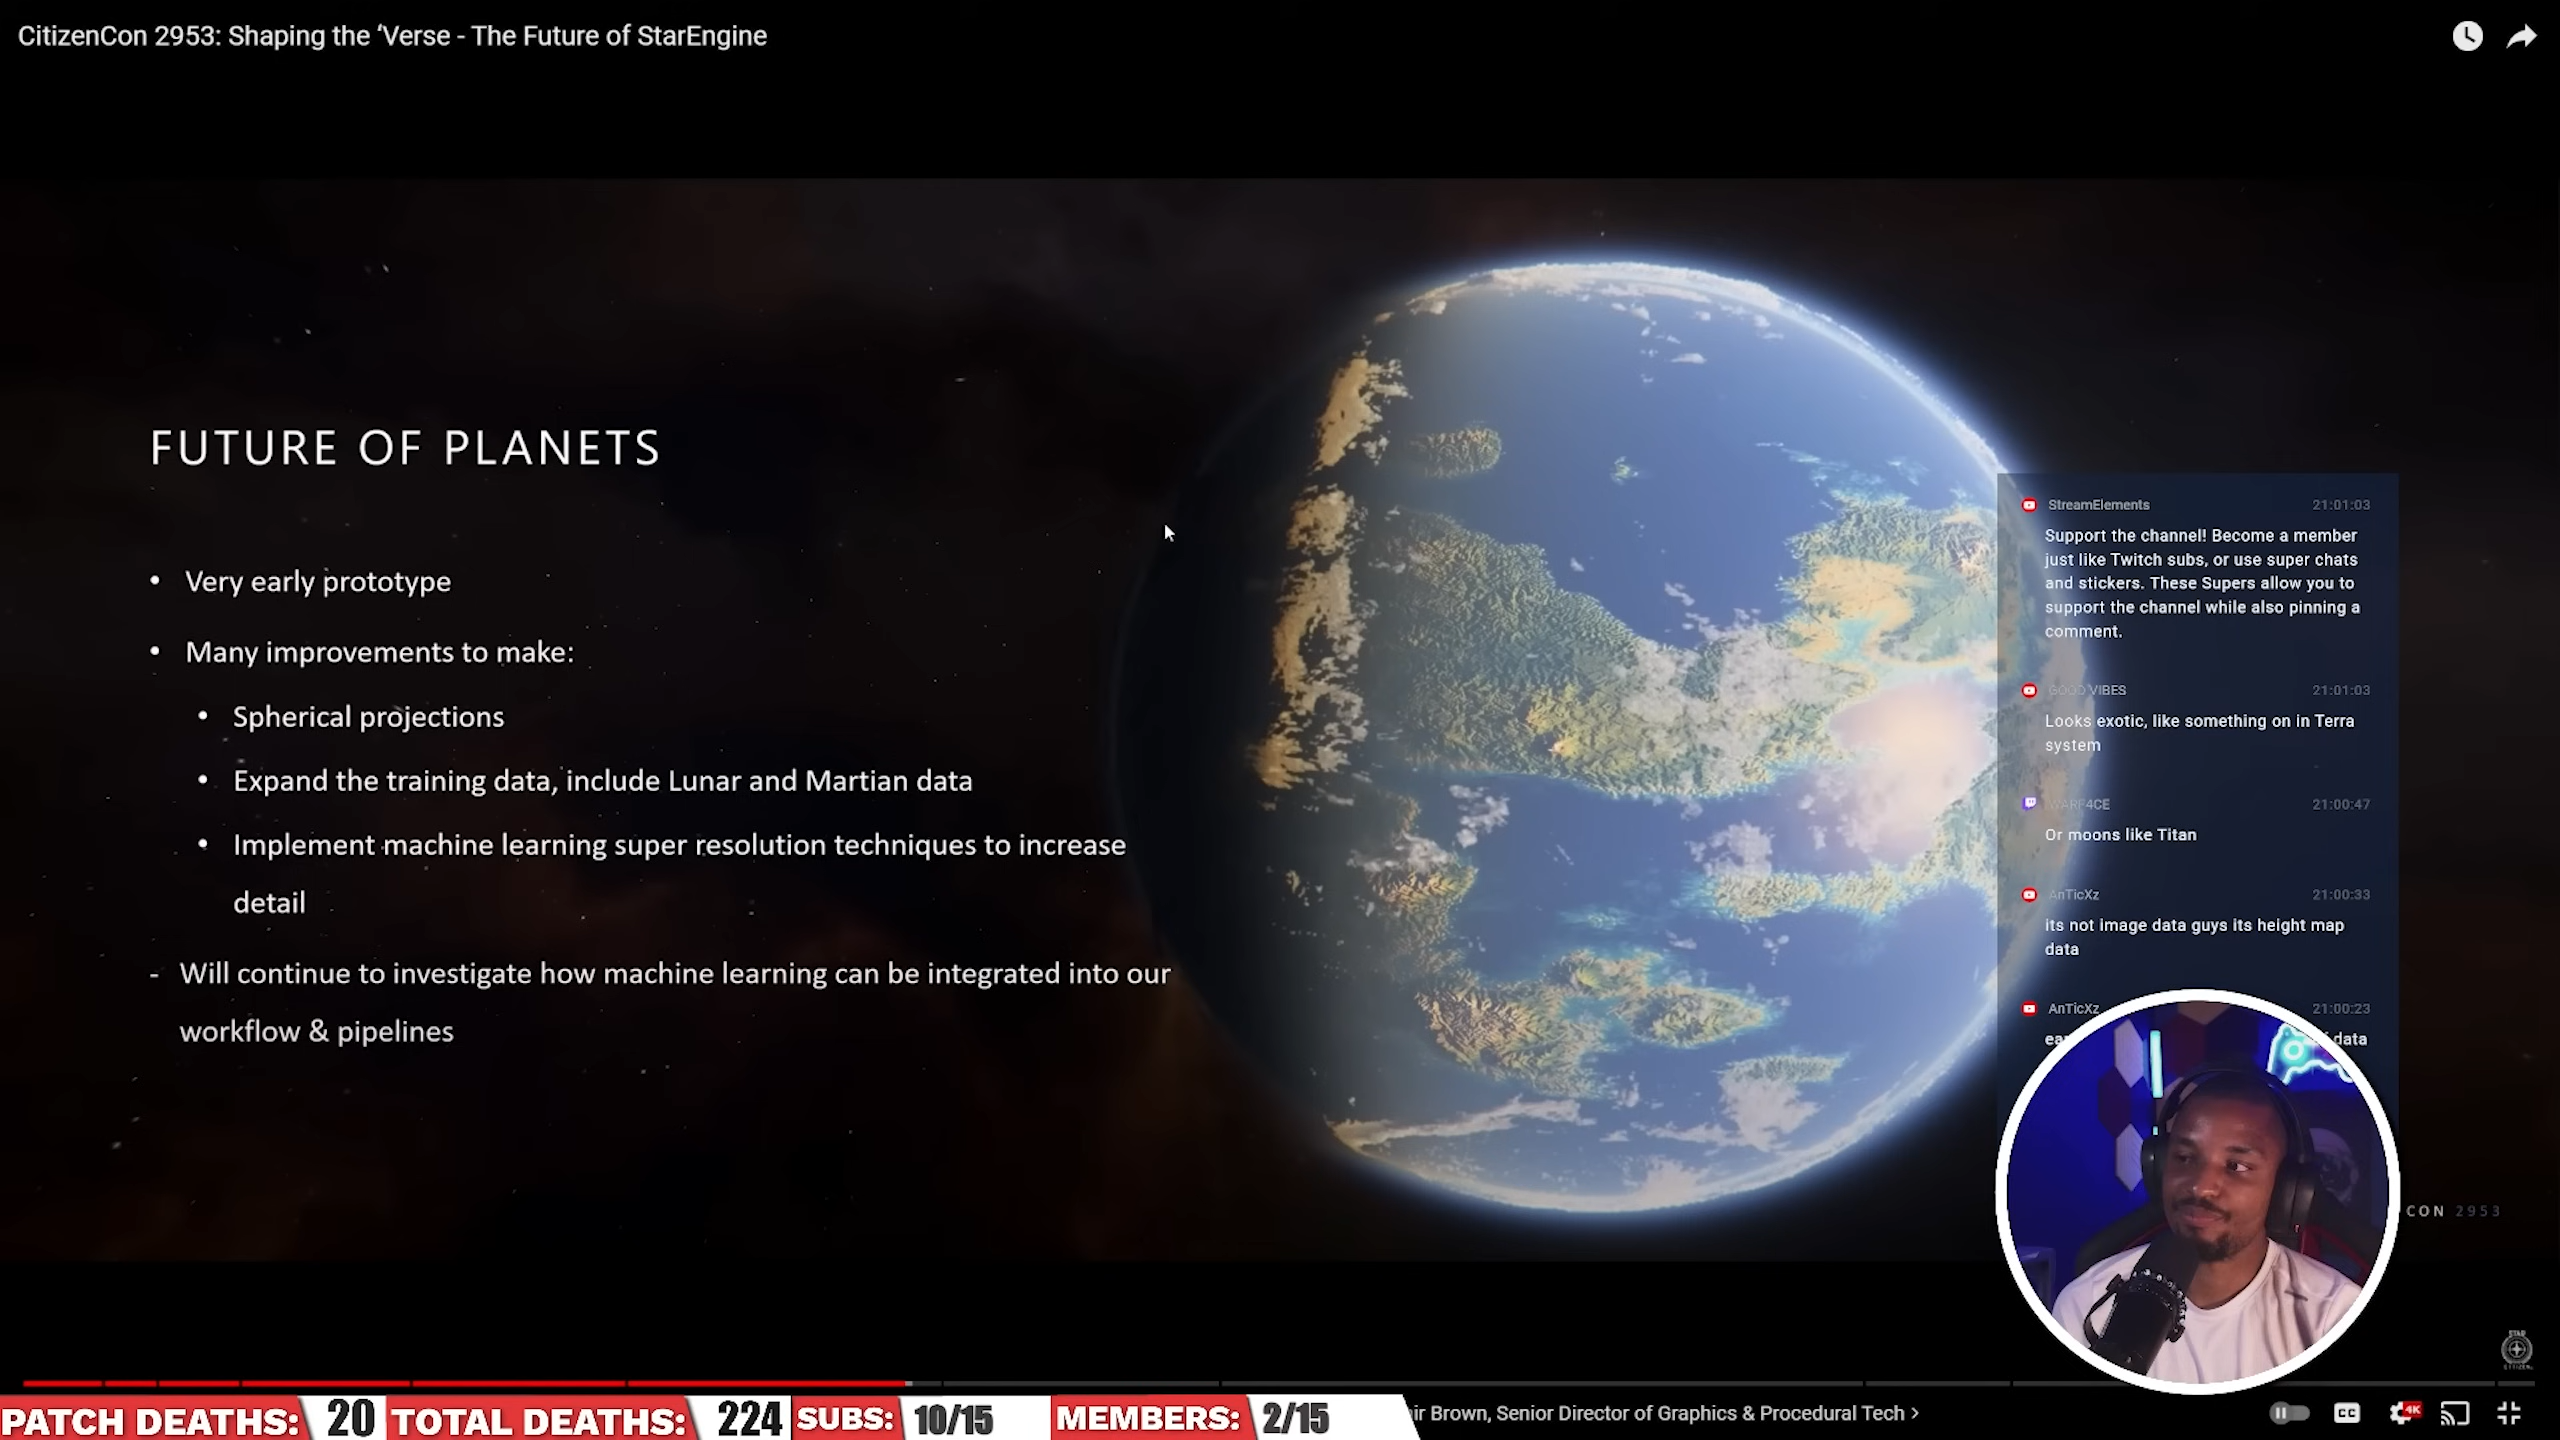 CitizenCon 2953: Shaping the ‘Verse - The Future of StarEngine
FUTURE OF PLANETS
• Very early prototype
• Many improvements to make:
• Spherical projections
• Expand the training data, include Lunar and Martian data
• Implement machine learning super resolution techniques to increase
detail
- Will continue to investigate how machine learning can be integrated into our
workflow & pipelines
StreamElements 21:01:03
Support the channel! Become a member
just like Twitch subs, or use super chats
and stickers. These Supers allow you to
support the channel while also pinning a
comment.
GOOD VIBES 21:01:03
Looks exotic, like something on in Terra
system
WARF4CE 21:00:47
Or moons like Titan
AnTicXz 21:00:33
its not image data guys its height map
data
AnTicXz 21:00:23
data
CON 2953
STAR
CITIZEN
PATCH DEATHS: 20 TOTAL DEATHS: 224 SUBS: 10/15 MEMBERS: 2/15
Brown, Senior Director of Graphics & Procedural Tech >
CC
4K